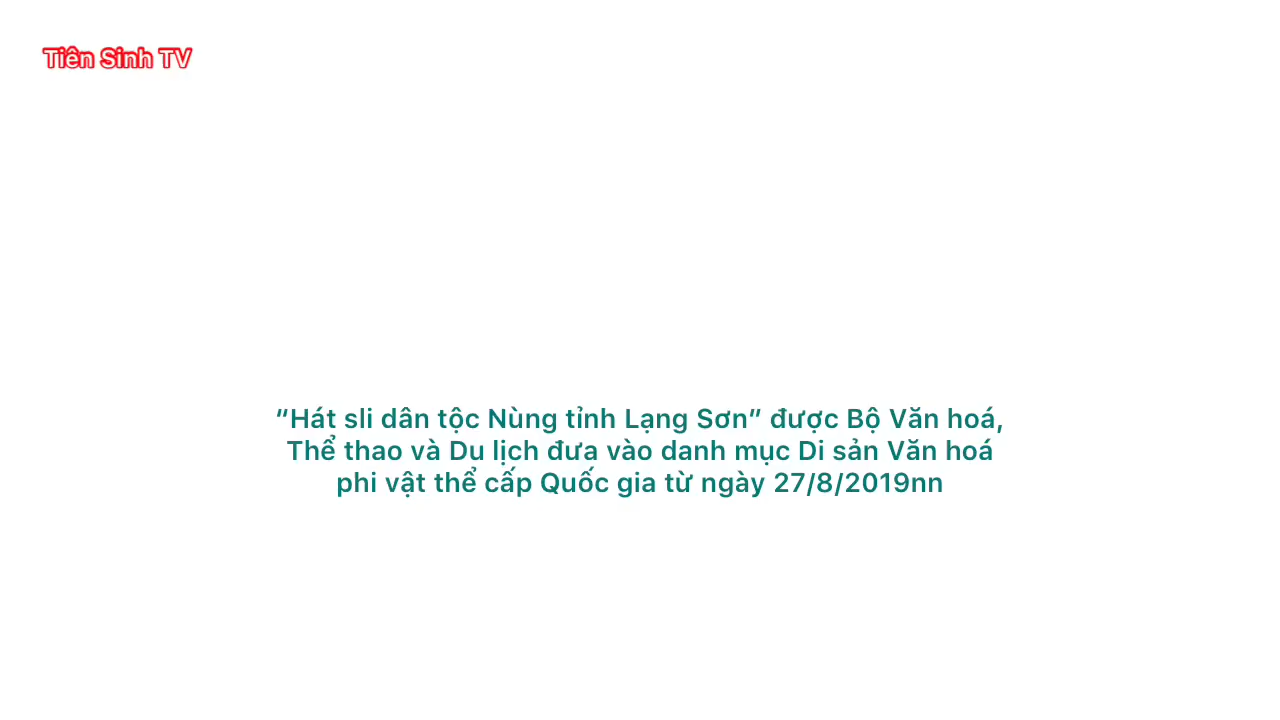 Tiên Sinh TV
“Hát sli dân tộc Nùng tỉnh Lạng Sơn” được Bộ Văn hoá,
Thể thao và Du lịch đưa vào danh mục Di sản Văn hoá
phi vật thể cấp Quốc gia từ ngày 27/8/2019nn